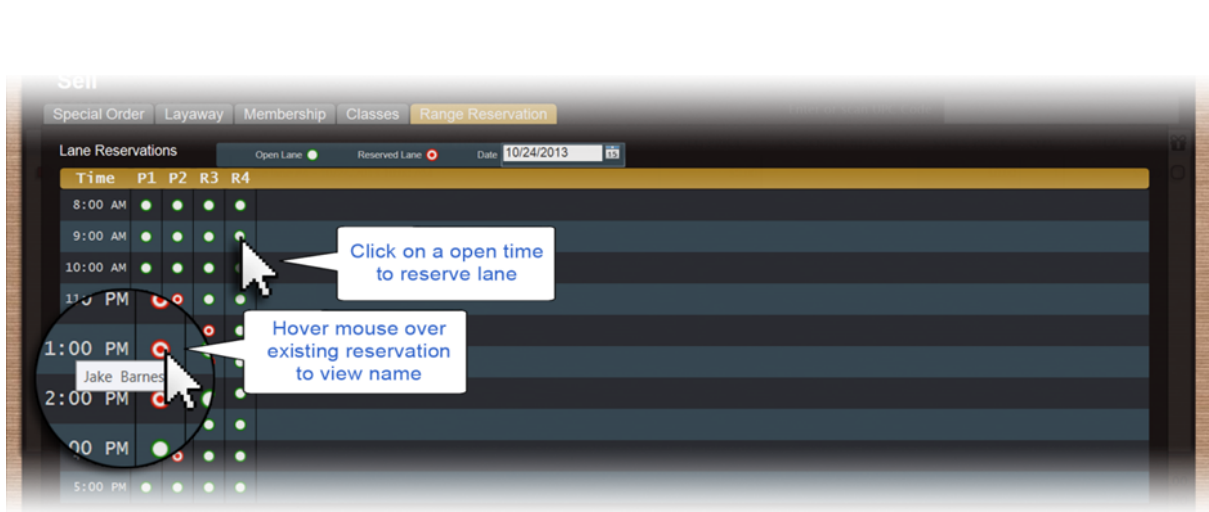 Sell
Special Order Layaway Membership Classes Range Reservation
Lane Reservations Open Lane Reserved Lane Date 10/24/2013 15
Time P1 P2 R3 R4
8:00 AM
9:00 AM
Click on a open time
to reserve lane
10:00 AM
PM
Hover mouse over
existing reservation
to view name
1:00 PM
Jake Barnes
2:00 PM
:00 PM
5:00 PM